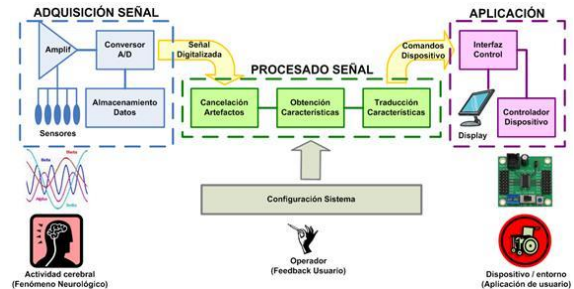 ADQUISICIÓN SEÑAL
Amplif
Conversor
A/D
Almacenamiento
Datos
Sensores
Señal
Digitalizada
PROCESADO SEÑAL
Cancelación
Artefactos
Obtención
Características
Traducción
Características
Comandos
Dispositivo
APLICACIÓN
Interfaz
Control
Display
Controlador
Dispositivo
Configuración Sistema
Actividad cerebral
(Fenómeno Neurológico)
Operador
(Feedback Usuario)
Dispositivo / entorno
(Aplicación de usuario)